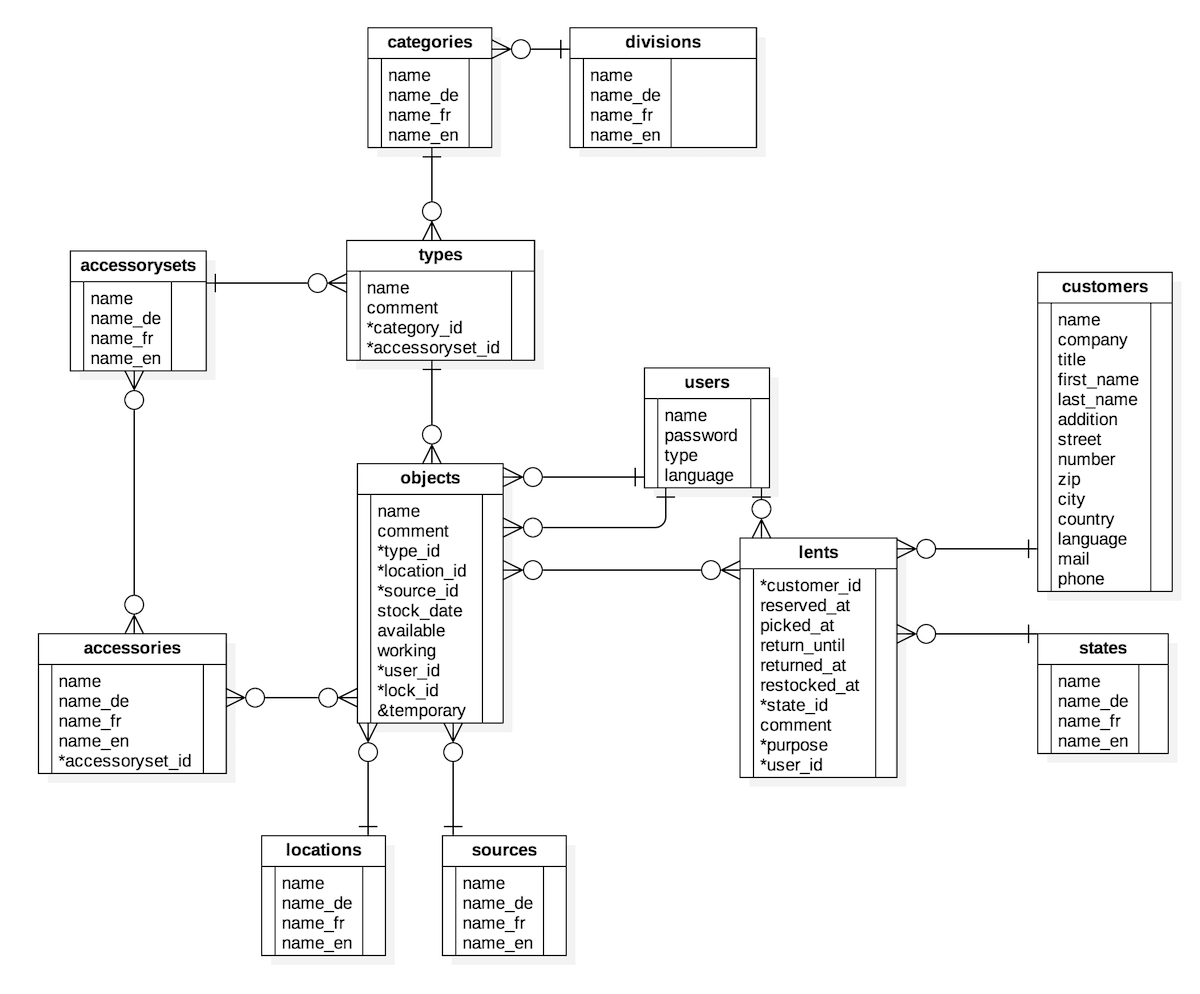 categories
name
name_de
name_fr
name_en
divisions
name
name_de
name_fr
name_en
accessorysets
name
name_de
name_fr
name_en
types
name
comment
*category_id
*accessoryset_id
customers
name
company
title
first_name
last_name
addition
street
number
zip
city
country
language
mail
phone
users
name
password
type
language
objects
name
comment
*type_id
*location_id
*source_id
stock_date
available
working
*user_id
*lock_id
&temporary
lents
*customer_id
reserved_at
picked_at
return_until
returned_at
restocked_at
*state_id
comment
*purpose
*user_id
accessories
name
name_de
name_fr
name_en
*accessoryset_id
states
name
name_de
name_fr
name_en
locations
name
name_de
name_fr
name_en
sources
name
name_de
name_fr
name_en